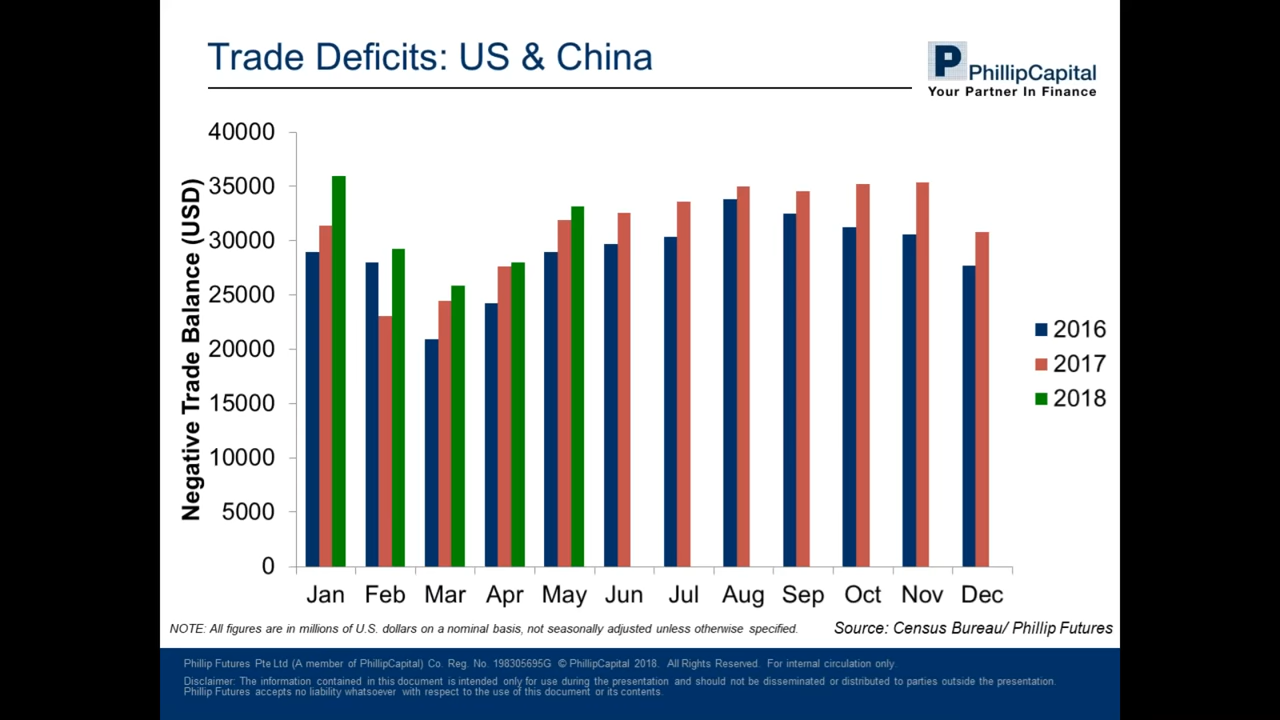 Trade Deficits: US & China
P
PhillipCapital
Your Partner In Finance
Negative Trade Balance (USD)
40000
35000
30000
25000
20000
15000
10000
5000
0
Jan Feb Mar Apr May Jun Jul Aug Sep Oct Nov Dec
2016
2017
2018
NOTE: All figures are in millions of U.S. dollars on a nominal basis, not seasonally adjusted unless otherwise specified.
Source: Census Bureau/ Phillip Futures
Phillip Futures Pte Ltd (A member of PhillipCapital) Co. Reg. No. 198305695G © PhillipCapital 2018. All Rights Reserved. For internal circulation only.
Disclaimer: The information contained in this document is intended only for use during the presentation and should not be disseminated or distributed to parties outside the presentation.
Phillip Futures accepts no liability whatsoever with respect to the use of this document or its contents.